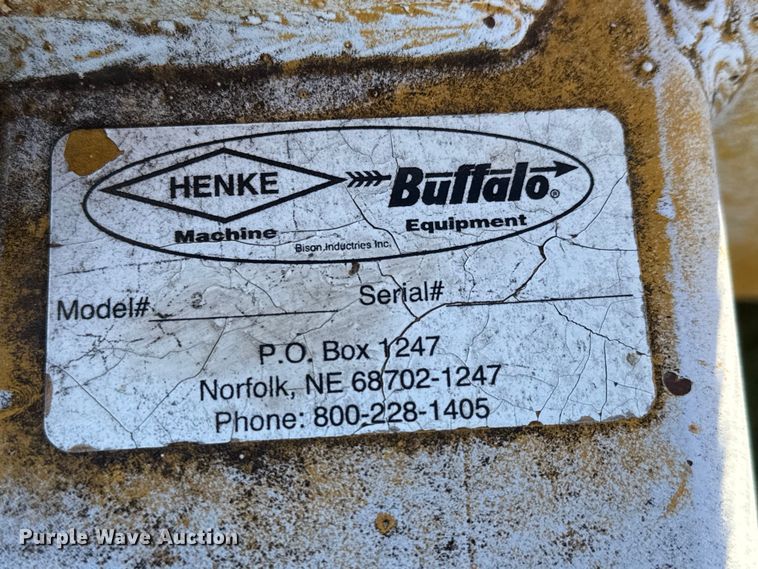 HENKE
Machine
Buffalo®
Equipment
Bison Industries Inc.
Model# Serial#
P.O. Box 1247
Norfolk, NE 68702-1247
Phone: 800-228-1405
Purple Wave Auction